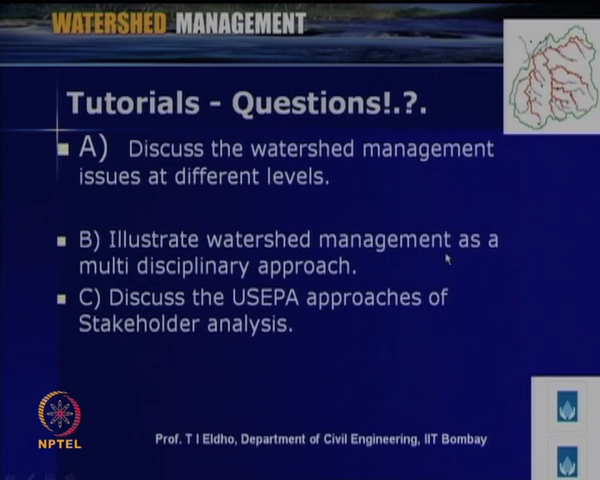 WATERSHED MANAGEMENT
Tutorials - Questions!.?.
A) Discuss the watershed management
issues at different levels.
B) Illustrate watershed management as a
multi disciplinary approach.
C) Discuss the USEPA approaches of
Stakeholder analysis.
NPTEL
Prof. T I Eldho, Department of Civil Engineering, IIT Bombay